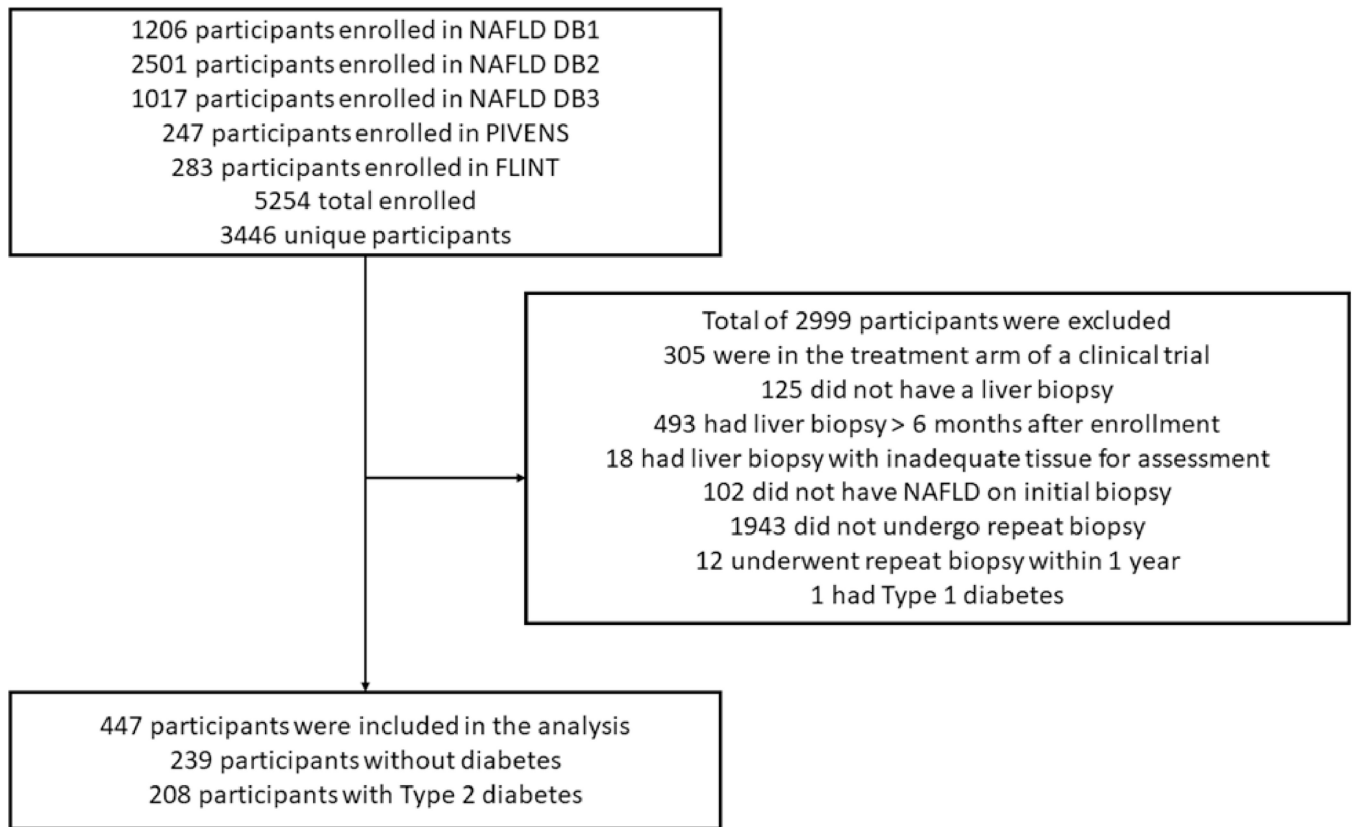 1206 participants enrolled in NAFLD DB1
2501 participants enrolled in NAFLD DB2
1017 participants enrolled in NAFLD DB3
247 participants enrolled in PIVENS
283 participants enrolled in FLINT
5254 total enrolled
3446 unique participants
Total of 2999 participants were excluded
305 were in the treatment arm of a clinical trial
125 did not have a liver biopsy
493 had liver biopsy > 6 months after enrollment
18 had liver biopsy with inadequate tissue for assessment
102 did not have NAFLD on initial biopsy
1943 did not undergo repeat biopsy
12 underwent repeat biopsy within 1 year
1 had Type 1 diabetes
447 participants were included in the analysis
239 participants without diabetes
208 participants with Type 2 diabetes